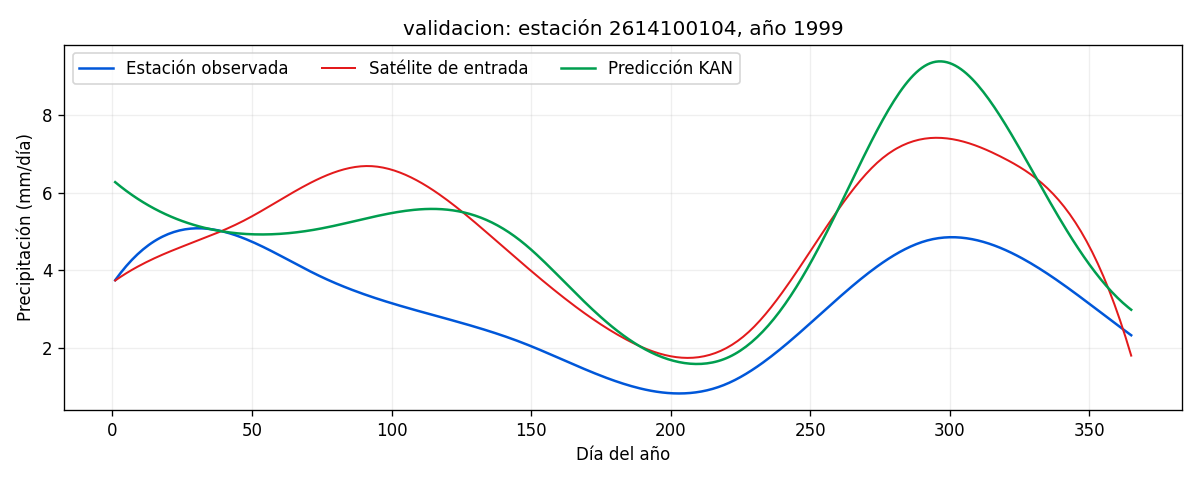 validacion: estación 2614100104, año 1999
Estación observada
Satélite de entrada
Predicción KAN
Precipitación (mm/día)
8
6
4
2
0
50
100
150
200
250
300
350
Día del año